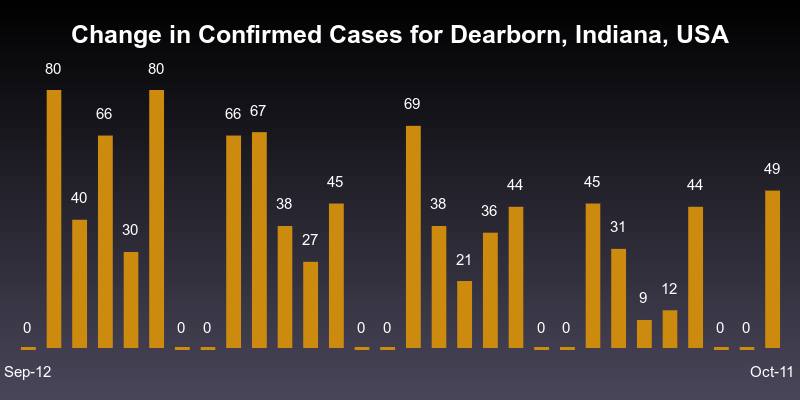 Change in Confirmed Cases for Dearborn, Indiana, USA
0 80 40 66 30 80 0 0 66 67 38 27 45 0 0 69 38 21 36 44 0 0 45 31 9 12 44 0 0 49
Sep-12 Oct-11